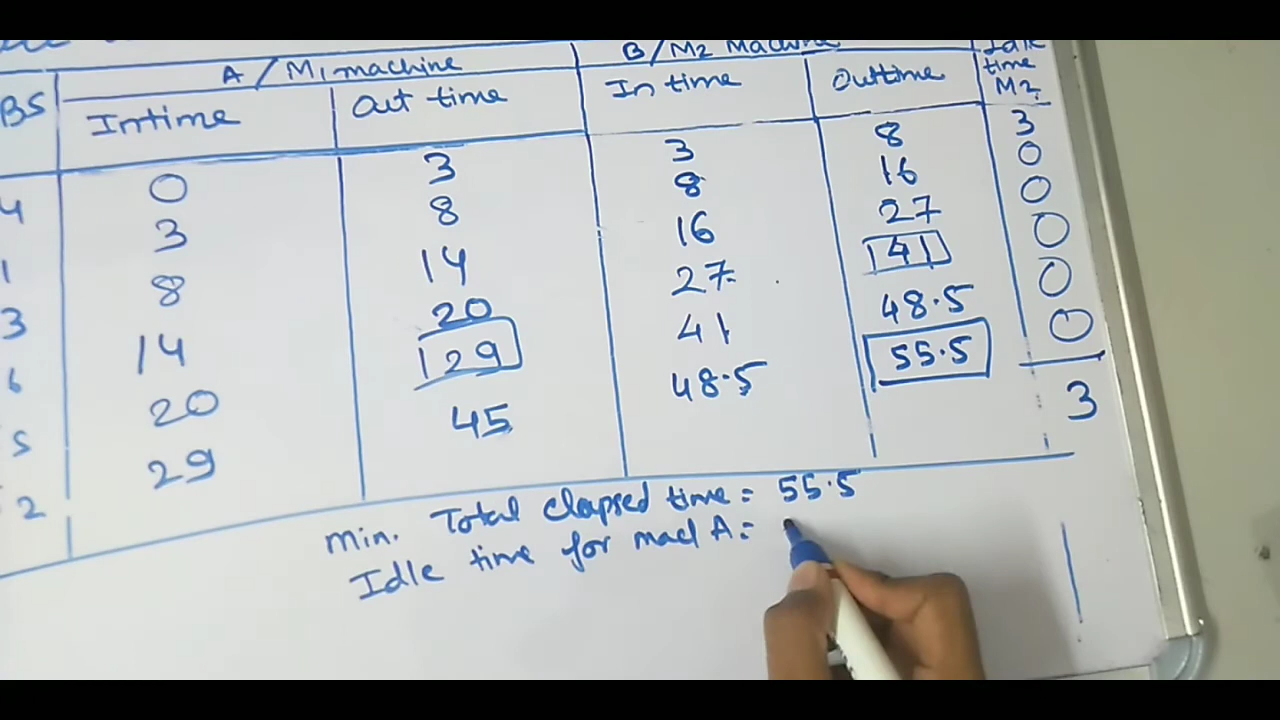 A/M1 machine B/M2 Machine Idle
BS In time Out time In time Out time time M2
4 0 3 3 8 3
1 3 8 8 16 0
3 8 14 16 27 0
6 14 20 27 41 0
5 20 29 41 48.5 0
2 29 45 48.5 55.5 0
3
Min. Total elapsed time = 55.5
Idle time for mach A =